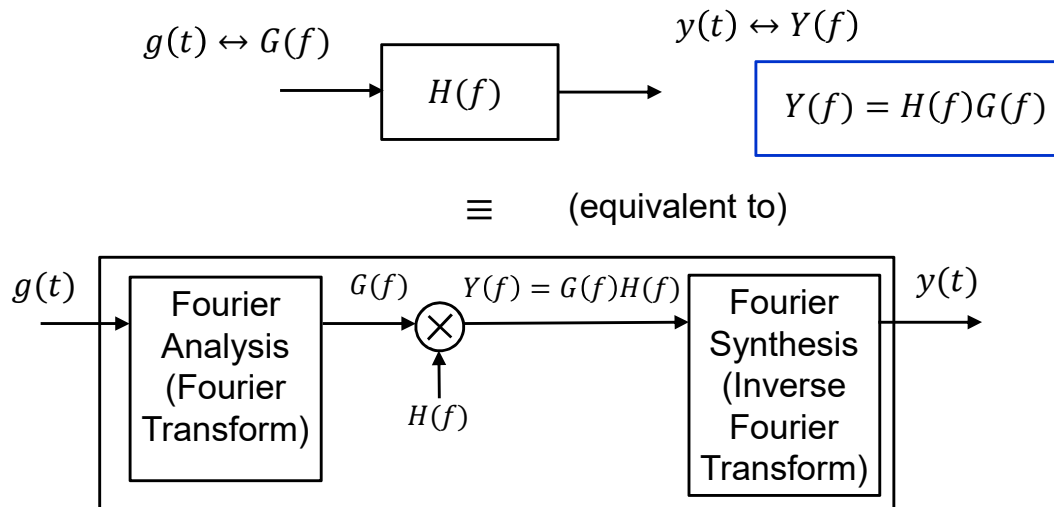 g(t) ↔ G(f)
H(f)
y(t) ↔ Y(f)
Y(f) = H(f)G(f)
≡ (equivalent to)
g(t)
Fourier
Analysis
(Fourier
Transform)
G(f)
H(f)
Y(f) = G(f)H(f)
Fourier
Synthesis
(Inverse
Fourier
Transform)
y(t)